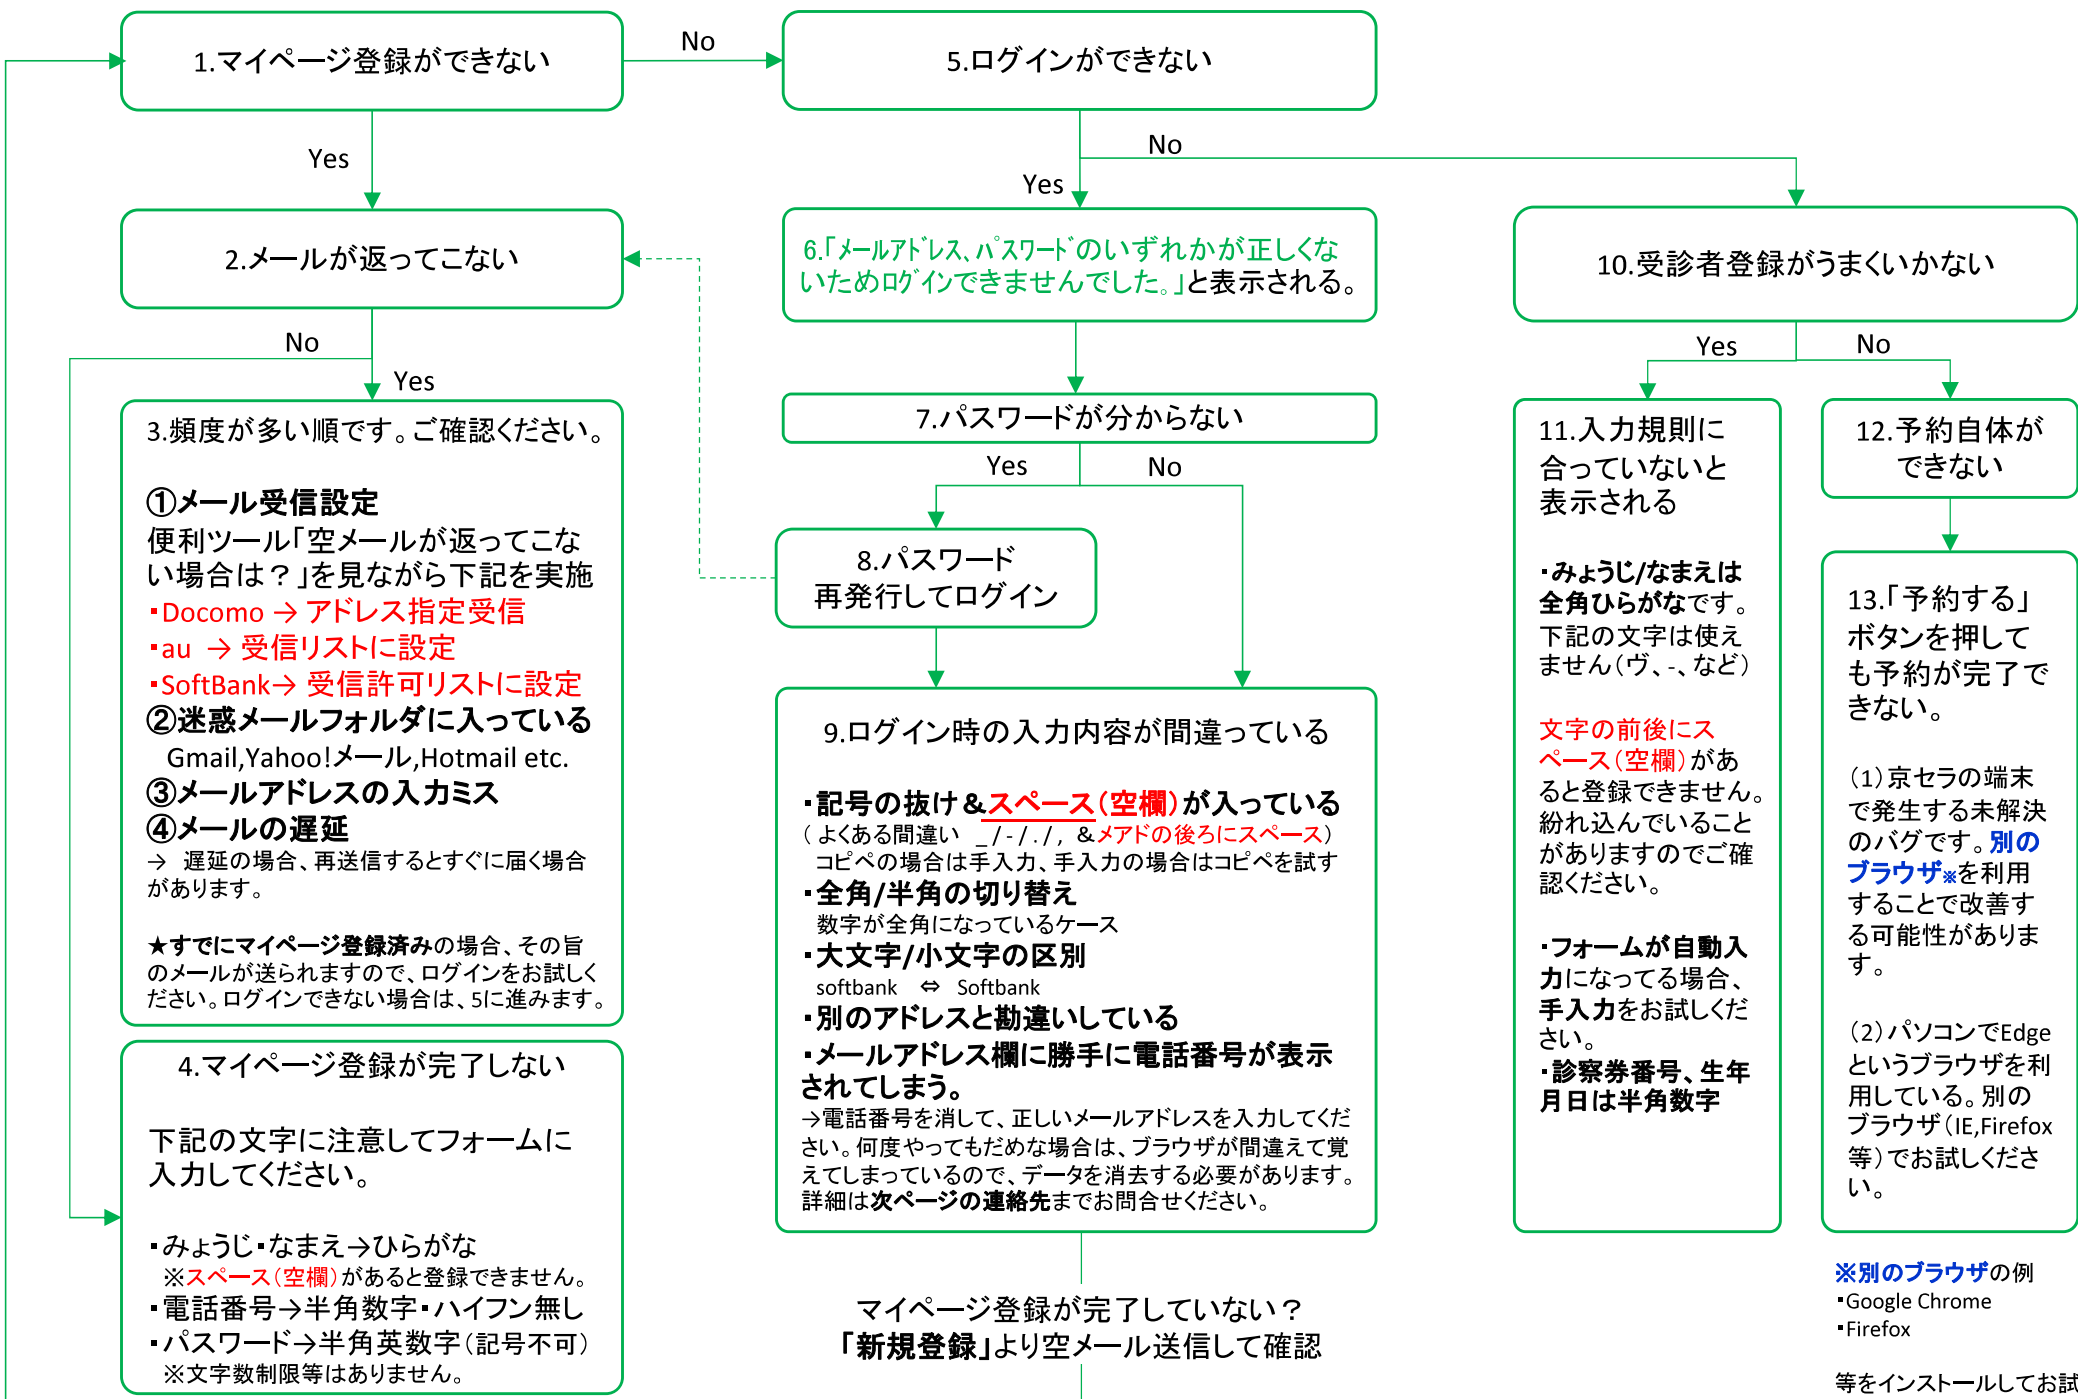 1.マイページ登録ができない
No
5.ログインができない
Yes
No
Yes
2.メールが返ってこない
6.「メールアドレス、パスワードのいずれかが正しくな
いためログインできませんでした。」と表示される。
10.受診者登録がうまくいかない
No
Yes
Yes
No
3.頻度が多い順です。ご確認ください。
①メール受信設定
便利ツール「空メールが返ってこな
い場合は？」を見ながら下記を実施
・Docomo → アドレス指定受信
・au → 受信リストに設定
・SoftBank→ 受信許可リストに設定
②迷惑メールフォルダに入っている
Gmail,Yahoo!メール,Hotmail etc.
③メールアドレスの入力ミス
④メールの遅延
→ 遅延の場合、再送信するとすぐに届く場合
があります。
★すでにマイページ登録済みの場合、その旨
のメールが送られますので、ログインをお試しく
ださい。ログインできない場合は、5に進みます。
4.マイページ登録が完了しない
下記の文字に注意してフォームに
入力してください。
・みょうじ・なまえ→ひらがな
※スペース（空欄）があると登録できません。
・電話番号→半角数字・ハイフン無し
・パスワード→半角英数字（記号不可）
※文字数制限等はありません。
7.パスワードが分からない
Yes
No
8.パスワード
再発行してログイン
9.ログイン時の入力内容が間違っている
・記号の抜け＆スペース（空欄）が入っている
（よくある間違い _/-/./, ＆メアドの後ろにスペース）
コピペの場合は手入力、手入力の場合はコピペを試す
・全角/半角の切り替え
数字が全角になっているケース
・大文字/小文字の区別
softbank ⇔ Softbank
・別のアドレスと勘違いしている
・メールアドレス欄に勝手に電話番号が表示
されてしまう。
→電話番号を消して、正しいメールアドレスを入力してくだ
さい。何度やってもだめな場合は、ブラウザが間違えて覚
えてしまっているので、データを消去する必要があります。
詳細は次ページの連絡先までお問合せください。
マイページ登録が完了していない？
「新規登録」より空メール送信して確認
11.入力規則に
合っていないと
表示される
・みょうじ/なまえは
全角ひらがなです。
下記の文字は使え
ません（ヴ、-、など）
文字の前後にス
ペース（空欄）があ
ると登録できません。
紛れ込んでいること
がありますのでご確
認ください。
・フォームが自動入
力になってる場合、
手入力をお試しくだ
さい。
・診察券番号、生年
月日は半角数字
12.予約自体が
できない
13.「予約する」
ボタンを押して
も予約が完了で
きない。
（1）京セラの端末
で発生する未解決
のバグです。別の
ブラウザ※を利用
することで改善す
る可能性がありま
す。
（2）パソコンでEdge
というブラウザを利
用している。別の
ブラウザ（IE,Firefox
等）でお試しくださ
い。
※別のブラウザの例
・Google Chrome
・Firefox
等をインストールしてお試